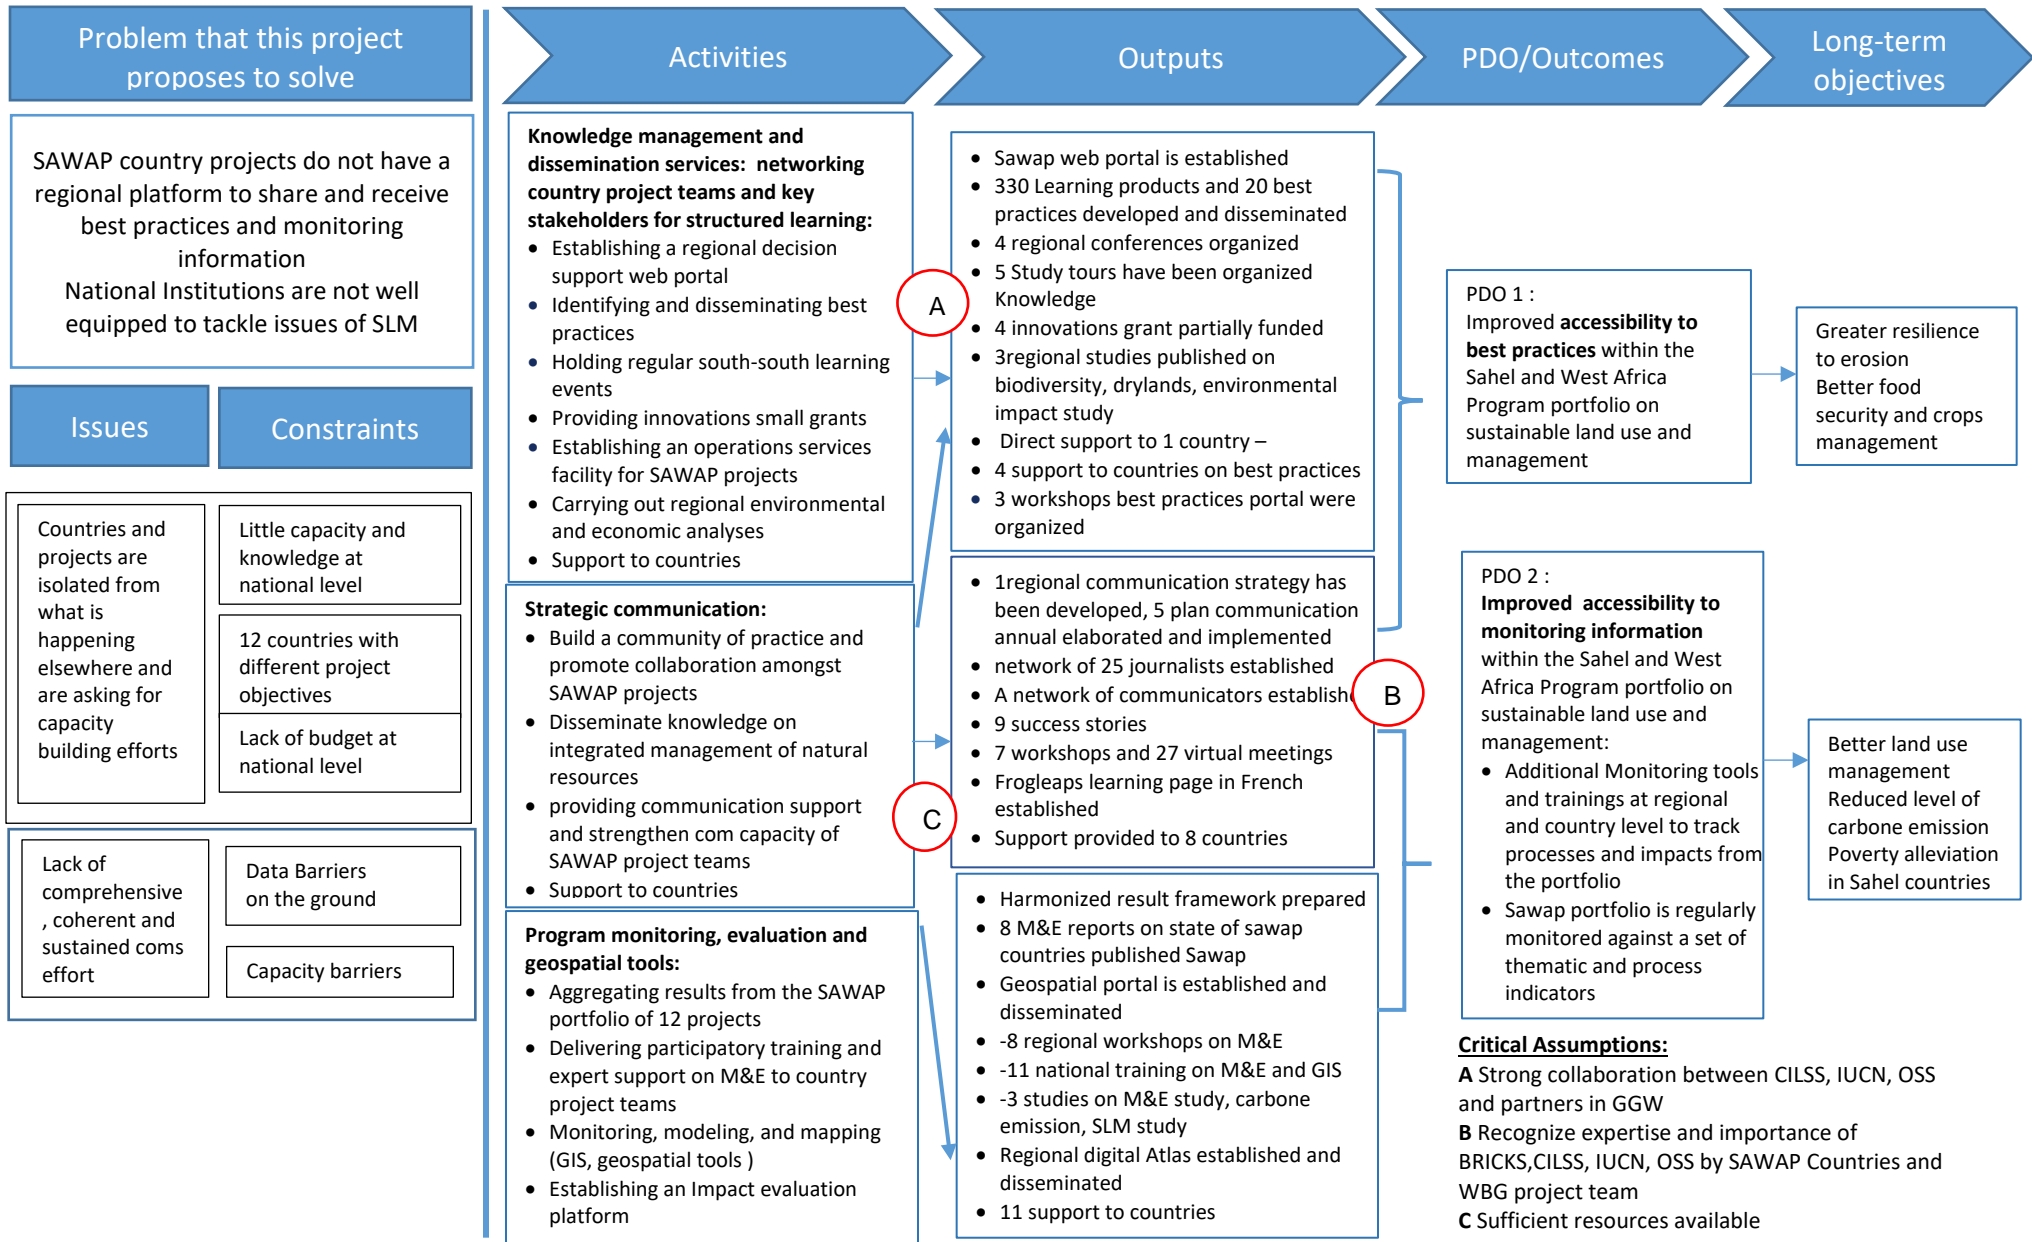 Problem that this project
proposes to solve
Activities
Outputs
PDO/Outcomes
Long-term
objectives
SAWAP country projects do not have a
regional platform to share and receive
best practices and monitoring
information
National Institutions are not well
equipped to tackle issues of SLM
Issues
Constraints
Countries and
projects are
isolated from
what is
happening
elsewhere and
are asking for
capacity
building efforts
Little capacity and
knowledge at
national level
12 countries with
different project
objectives
Lack of budget at
national level
Lack of
comprehensive
, coherent and
sustained coms
effort
Data Barriers
on the ground
Capacity barriers
Knowledge management and
dissemination services:  networking
country project teams and key
stakeholders for structured learning:
• Establishing a regional decision
support web portal
• Identifying and disseminating best
practices
• Holding regular south-south learning
events
• Providing innovations small grants
• Establishing an operations services
facility for SAWAP projects
• Carrying out regional environmental
and economic analyses
• Support to countries
Strategic communication:
• Build a community of practice and
promote collaboration amongst
SAWAP projects
• Disseminate knowledge on
integrated management of natural
resources
• providing communication support
and strengthen com capacity of
SAWAP project teams
• Support to countries
Program monitoring, evaluation and
geospatial tools:
• Aggregating results from the SAWAP
portfolio of 12 projects
• Delivering participatory training and
expert support on M&E to country
project teams
• Monitoring, modeling, and mapping
(GIS, geospatial tools )
• Establishing an Impact evaluation
platform
A
C
• Sawap web portal is established
• 330 Learning products and 20 best
practices developed and disseminated
• 4 regional conferences organized
• 5 Study tours have been organized
Knowledge
• 4 innovations grant partially funded
• 3regional studies published on
biodiversity, drylands, environmental
impact study
• Direct support to 1 country –
• 4 support to countries on best practices
• 3 workshops best practices portal were
organized
• 1regional communication strategy has
been developed, 5 plan communication
annual elaborated and implemented
• network of 25 journalists established
• A network of communicators establishe
• 9 success stories
• 7 workshops and 27 virtual meetings
• Frogleaps learning page in French
established
• Support provided to 8 countries
B
• Harmonized result framework prepared
• 8 M&E reports on state of sawap
countries published Sawap
• Geospatial portal is established and
disseminated
• -8 regional workshops on M&E
• -11 national training on M&E and GIS
• -3 studies on M&E study, carbone
emission, SLM study
• Regional digital Atlas established and
disseminated
• 11 support to countries
PDO 1 :
Improved accessibility to
best practices within the
Sahel and West Africa
Program portfolio on
sustainable land use and
management
PDO 2 :
Improved  accessibility to
monitoring information
within the Sahel and West
Africa Program portfolio on
sustainable land use and
management:
• Additional Monitoring tools
and trainings at regional
and country level to track
processes and impacts from
the portfolio
• Sawap portfolio is regularly
monitored against a set of
thematic and process
indicators
Greater resilience
to erosion
Better food
security and crops
management
Better land use
management
Reduced level of
carbone emission
Poverty alleviation
in Sahel countries
Critical Assumptions:
A Strong collaboration between CILSS, IUCN, OSS
and partners in GGW
B Recognize expertise and importance of
BRICKS,CILSS, IUCN, OSS by SAWAP Countries and
WBG project team
C Sufficient resources available